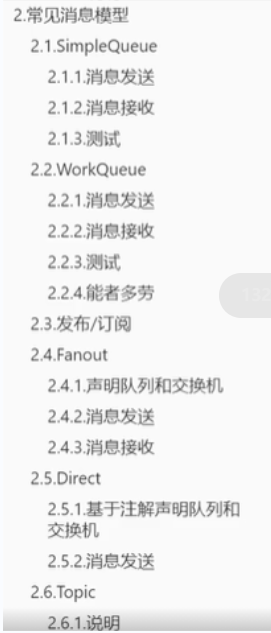 2.常见消息模型
2.1.SimpleQueue
2.1.1.消息发送
2.1.2.消息接收
2.1.3.测试
2.2.WorkQueue
2.2.1.消息发送
2.2.2.消息接收
2.2.3.测试
2.2.4.能者多劳
2.3.发布/订阅
2.4.Fanout
2.4.1.声明队列和交换机
2.4.2.消息发送
2.4.3.消息接收
2.5.Direct
2.5.1.基于注解声明队列和
交换机
2.5.2.消息发送
2.6.Topic
2.6.1.说明